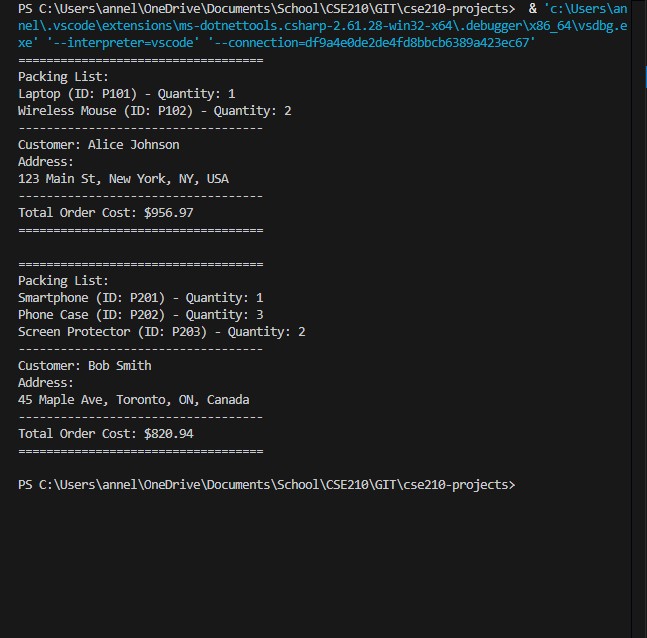 PS C:\Users\annel\OneDrive\Documents\School\CSE210\GIT\cse210-projects>  & 'c:\Users\an
nel\.vscode\extensions\ms-dotnettools.csharp-2.61.28-win32-x64\.debugger\x86_64\vsdbg.e
xe' '--interpreter=vscode' '--connection=df9a4e0de2de4fd8bbcb6389a423ec67'
===================================
Packing List:
Laptop (ID: P101) - Quantity: 1
Wireless Mouse (ID: P102) - Quantity: 2
-----------------------------------
Customer: Alice Johnson
Address:
123 Main St, New York, NY, USA
-----------------------------------
Total Order Cost: $956.97
===================================

===================================
Packing List:
Smartphone (ID: P201) - Quantity: 1
Phone Case (ID: P202) - Quantity: 3
Screen Protector (ID: P203) - Quantity: 2
-----------------------------------
Customer: Bob Smith
Address:
45 Maple Ave, Toronto, ON, Canada
-----------------------------------
Total Order Cost: $820.94
===================================

PS C:\Users\annel\OneDrive\Documents\School\CSE210\GIT\cse210-projects>